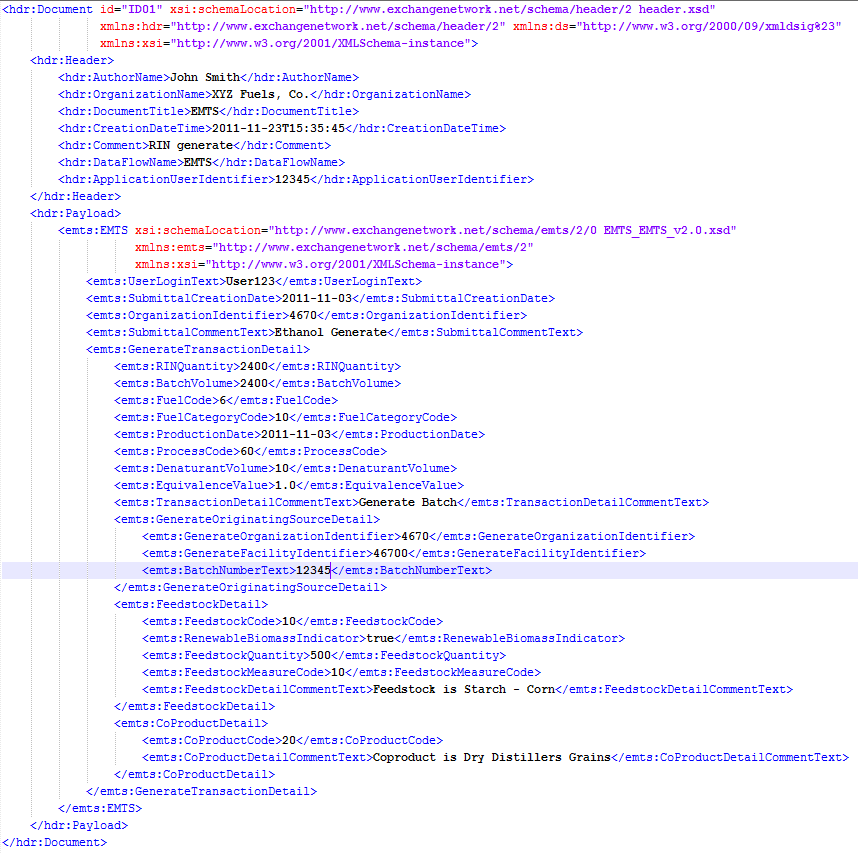 <hdr:Document id="ID01" xsi:schemaLocation="http://www.exchangenetwork.net/schema/header/2 header.xsd"
xmlns:hdr="http://www.exchangenetwork.net/schema/header/2" xmlns:ds="http://www.w3.org/2000/09/xmldsig%23"
xmlns:xsi="http://www.w3.org/2001/XMLSchema-instance">
<hdr:Header>
<hdr:AuthorName>John Smith</hdr:AuthorName>
<hdr:OrganizationName>XYZ Fuels, Co.</hdr:OrganizationName>
<hdr:DocumentTitle>EMTS</hdr:DocumentTitle>
<hdr:CreationDateTime>2011-11-23T15:35:45</hdr:CreationDateTime>
<hdr:Comment>RIN generate</hdr:Comment>
<hdr:DataFlowName>EMTS</hdr:DataFlowName>
<hdr:ApplicationUserIdentifier>12345</hdr:ApplicationUserIdentifier>
</hdr:Header>
<hdr:Payload>
<emts:EMTS xsi:schemaLocation="http://www.exchangenetwork.net/schema/emts/2/0 EMTS_EMTS_v2.0.xsd"
xmlns:emts="http://www.exchangenetwork.net/schema/emts/2"
xmlns:xsi="http://www.w3.org/2001/XMLSchema-instance">
<emts:UserLoginText>User123</emts:UserLoginText>
<emts:SubmittalCreationDate>2011-11-03</emts:SubmittalCreationDate>
<emts:OrganizationIdentifier>4670</emts:OrganizationIdentifier>
<emts:SubmittalCommentText>Ethanol Generate</emts:SubmittalCommentText>
<emts:GenerateTransactionDetail>
<emts:RINQuantity>2400</emts:RINQuantity>
<emts:BatchVolume>2400</emts:BatchVolume>
<emts:FuelCode>6</emts:FuelCode>
<emts:FuelCategoryCode>10</emts:FuelCategoryCode>
<emts:ProductionDate>2011-11-03</emts:ProductionDate>
<emts:ProcessCode>60</emts:ProcessCode>
<emts:DenaturantVolume>10</emts:DenaturantVolume>
<emts:EquivalenceValue>1.0</emts:EquivalenceValue>
<emts:TransactionDetailCommentText>Generate Batch</emts:TransactionDetailCommentText>
<emts:GenerateOriginatingSourceDetail>
<emts:GenerateOrganizationIdentifier>4670</emts:GenerateOrganizationIdentifier>
<emts:GenerateFacilityIdentifier>46700</emts:GenerateFacilityIdentifier>
<emts:BatchNumberText>12345</emts:BatchNumberText>
</emts:GenerateOriginatingSourceDetail>
<emts:FeedstockDetail>
<emts:FeedstockCode>10</emts:FeedstockCode>
<emts:RenewableBiomassIndicator>true</emts:RenewableBiomassIndicator>
<emts:FeedstockQuantity>500</emts:FeedstockQuantity>
<emts:FeedstockMeasureCode>10</emts:FeedstockMeasureCode>
<emts:FeedstockDetailCommentText>Feedstock is Starch - Corn</emts:FeedstockDetailCommentText>
</emts:FeedstockDetail>
<emts:CoProductDetail>
<emts:CoProductCode>20</emts:CoProductCode>
<emts:CoProductDetailCommentText>Coproduct is Dry Distillers Grains</emts:CoProductDetailCommentText>
</emts:CoProductDetail>
</emts:GenerateTransactionDetail>
</emts:EMTS>
</hdr:Payload>
</hdr:Document>